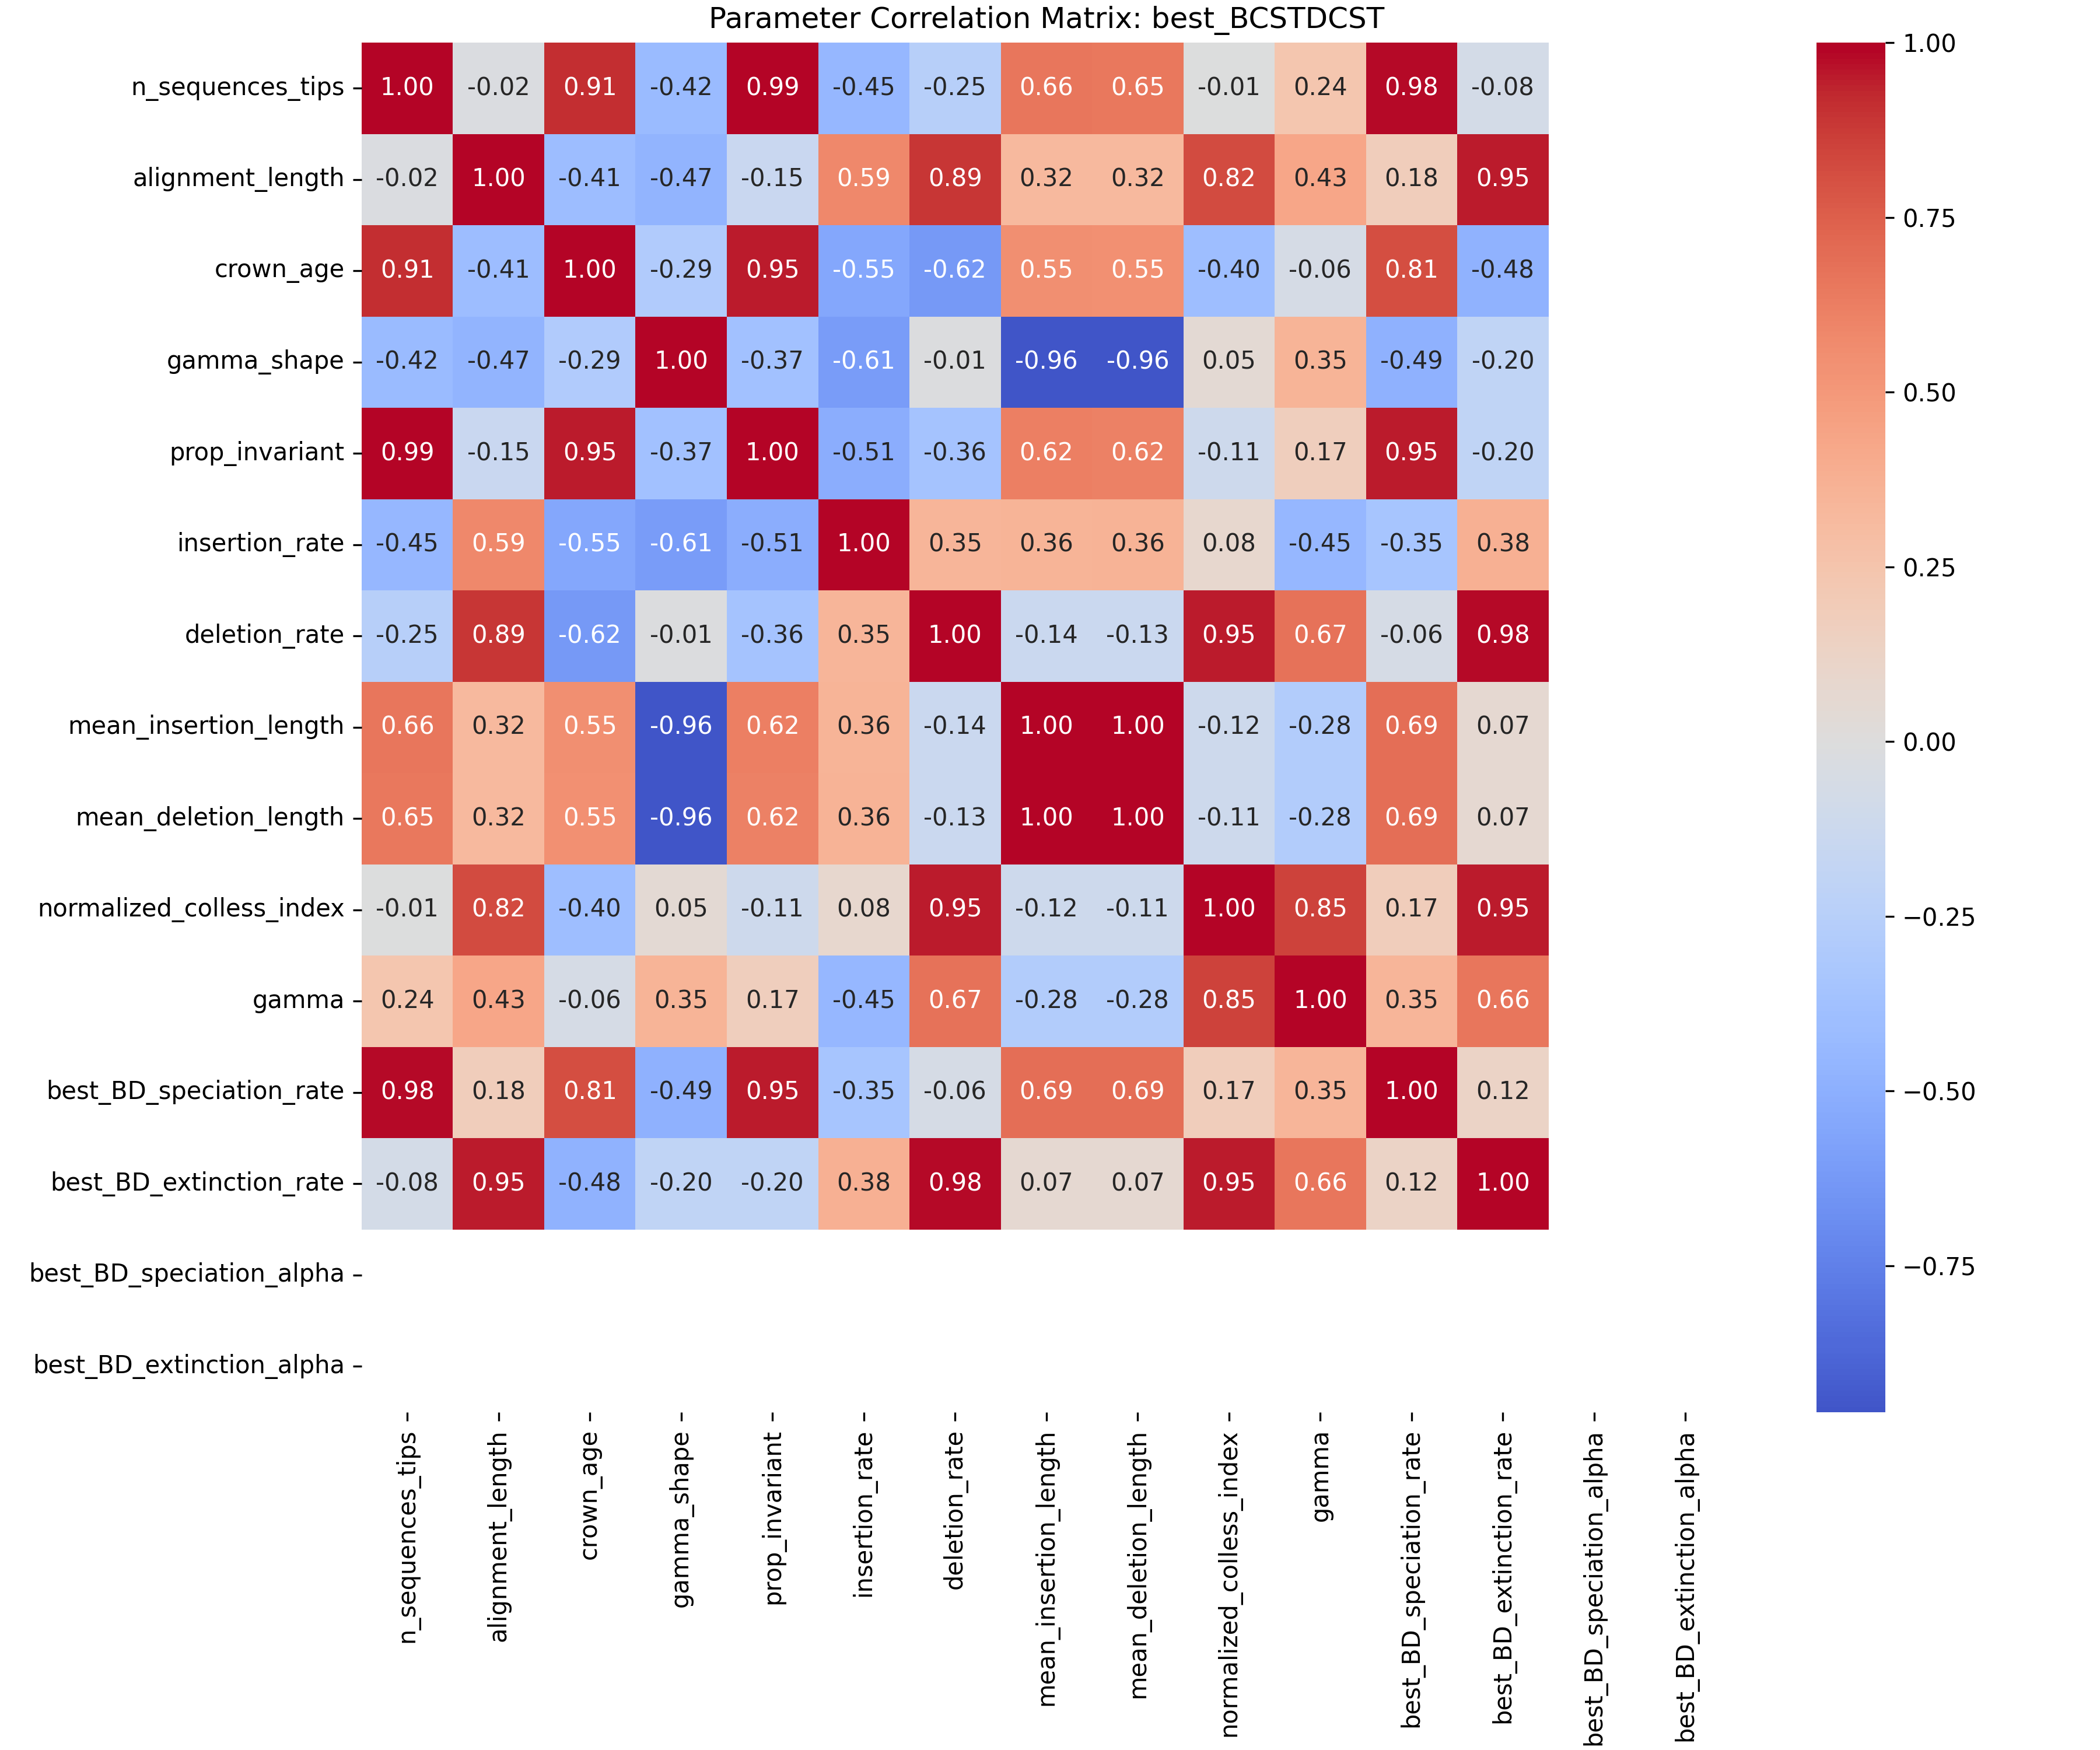 Parameter Correlation Matrix: best_BCSTDCST
n_sequences_tips 1.00 -0.02 0.91 -0.42 0.99 -0.45 -0.25 0.66 0.65 -0.01 0.24 0.98 -0.08
alignment_length -0.02 1.00 -0.41 -0.47 -0.15 0.59 0.89 0.32 0.32 0.82 0.43 0.18 0.95
crown_age 0.91 -0.41 1.00 -0.29 0.95 -0.55 -0.62 0.55 0.55 -0.40 -0.06 0.81 -0.48
gamma_shape -0.42 -0.47 -0.29 1.00 -0.37 -0.61 -0.01 -0.96 -0.96 0.05 0.35 -0.49 -0.20
prop_invariant 0.99 -0.15 0.95 -0.37 1.00 -0.51 -0.36 0.62 0.62 -0.11 0.17 0.95 -0.20
insertion_rate -0.45 0.59 -0.55 -0.61 -0.51 1.00 0.35 0.36 0.36 0.08 -0.45 -0.35 0.38
deletion_rate -0.25 0.89 -0.62 -0.01 -0.36 0.35 1.00 -0.14 -0.13 0.95 0.67 -0.06 0.98
mean_insertion_length 0.66 0.32 0.55 -0.96 0.62 0.36 -0.14 1.00 1.00 -0.12 -0.28 0.69 0.07
mean_deletion_length 0.65 0.32 0.55 -0.96 0.62 0.36 -0.13 1.00 1.00 -0.11 -0.28 0.69 0.07
normalized_colless_index -0.01 0.82 -0.40 0.05 -0.11 0.08 0.95 -0.12 -0.11 1.00 0.85 0.17 0.95
gamma 0.24 0.43 -0.06 0.35 0.17 -0.45 0.67 -0.28 -0.28 0.85 1.00 0.35 0.66
best_BD_speciation_rate 0.98 0.18 0.81 -0.49 0.95 -0.35 -0.06 0.69 0.69 0.17 0.35 1.00 0.12
best_BD_extinction_rate -0.08 0.95 -0.48 -0.20 -0.20 0.38 0.98 0.07 0.07 0.95 0.66 0.12 1.00
best_BD_speciation_alpha
best_BD_extinction_alpha
n_sequences_tips
alignment_length
crown_age
gamma_shape
prop_invariant
insertion_rate
deletion_rate
mean_insertion_length
mean_deletion_length
normalized_colless_index
gamma
best_BD_speciation_rate
best_BD_extinction_rate
best_BD_speciation_alpha
best_BD_extinction_alpha
1.00
0.75
0.50
0.25
0.00
−0.25
−0.50
−0.75